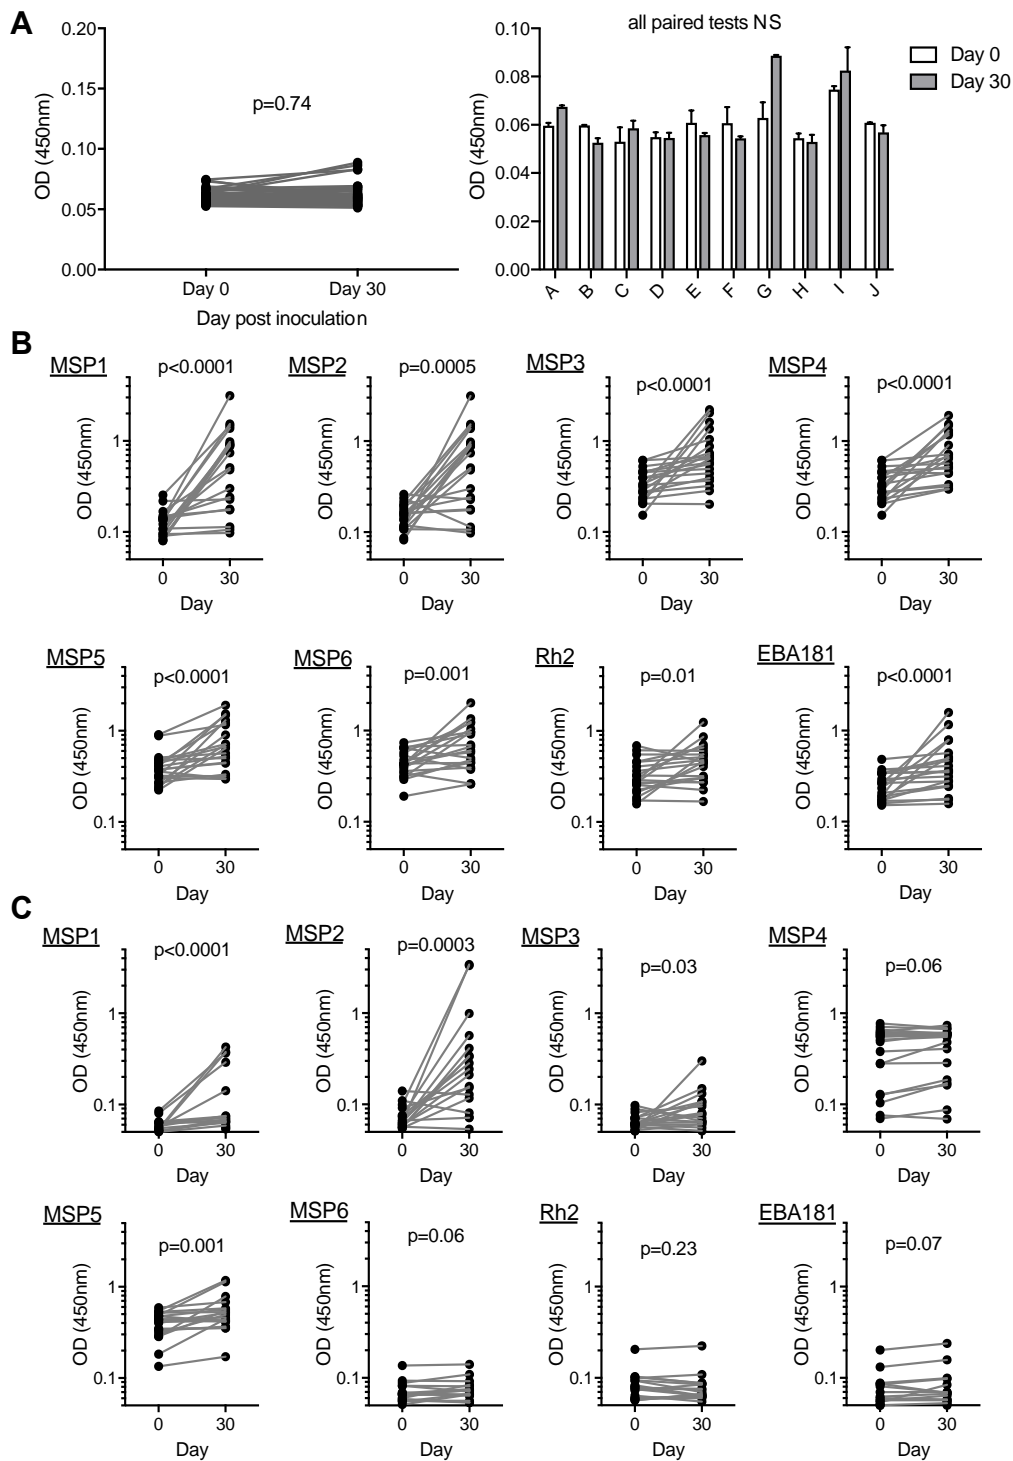 A
OD (450nm)
0.20
0.15
0.10
0.05
0.00
p=0.74
Day 0
Day 30
Day post inoculation
all paired tests NS
OD (450nm)
0.10
0.08
0.06
0.04
0.02
0.00
A B C D E F G H I J
Day 0
Day 30
B
MSP1
p<0.0001
OD (450nm)
1
0.1
0 30
Day
MSP2
p=0.0005
OD (450nm)
1
0.1
0 30
Day
MSP3
p<0.0001
OD (450nm)
1
0.1
0 30
Day
MSP4
p<0.0001
OD (450nm)
1
0.1
0 30
Day
MSP5
p<0.0001
OD (450nm)
1
0.1
0 30
Day
MSP6
p=0.001
OD (450nm)
1
0.1
0 30
Day
Rh2
p=0.01
OD (450nm)
1
0.1
0 30
Day
EBA181
p<0.0001
OD (450nm)
1
0.1
0 30
Day
C
MSP1
p<0.0001
OD (450nm)
1
0.1
0 30
Day
MSP2
p=0.0003
OD (450nm)
1
0.1
0 30
Day
MSP3
p=0.03
OD (450nm)
1
0.1
0 30
Day
MSP4
p=0.06
OD (450nm)
1
0.1
0 30
Day
MSP5
p=0.001
OD (450nm)
1
0.1
0 30
Day
MSP6
p=0.06
OD (450nm)
1
0.1
0 30
Day
Rh2
p=0.23
OD (450nm)
1
0.1
0 30
Day
EBA181
p=0.07
OD (450nm)
1
0.1
0 30
Day